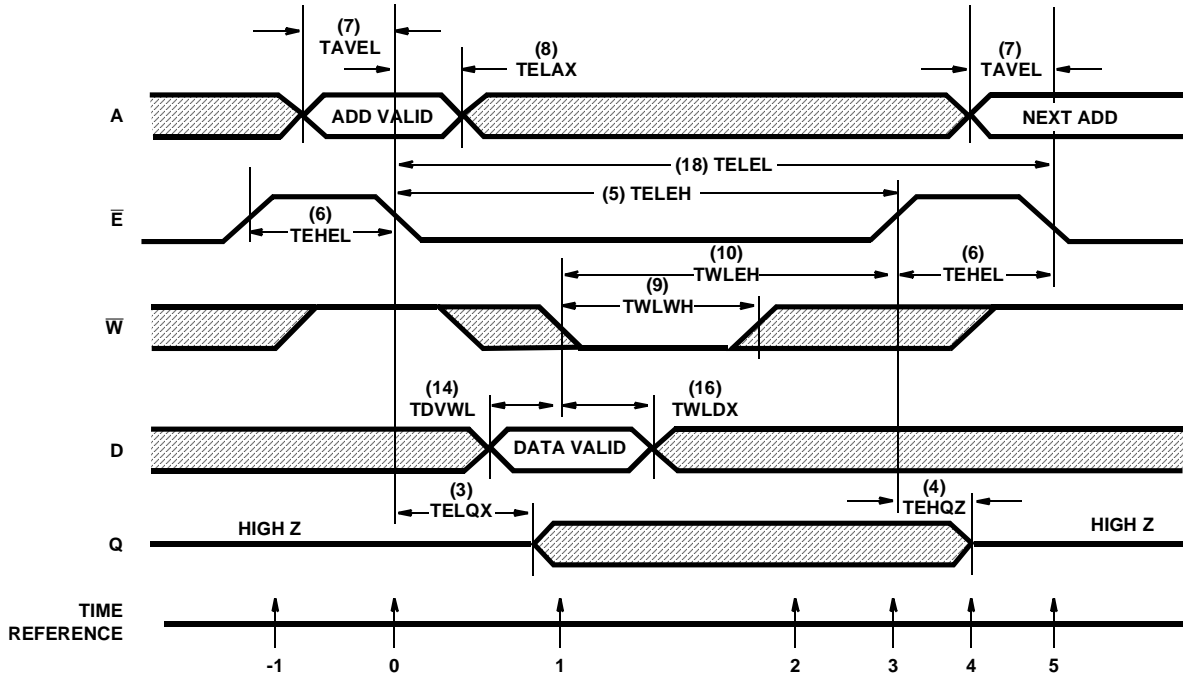 (7)
TAVEL
(8)
TELAX
(7)
TAVEL
A
ADD VALID
NEXT ADD
(18) TELEL
(5) TELEH
E̅
(6)
TEHEL
(10)
TWLEH
(6)
TEHEL
(9)
TWLWH
W̅
(14)
TDVWL
(16)
TWLDX
D
DATA VALID
(3)
TELQX
(4)
TEHQZ
Q
HIGH Z
HIGH Z
TIME
REFERENCE
-1 0 1 2 3 4 5